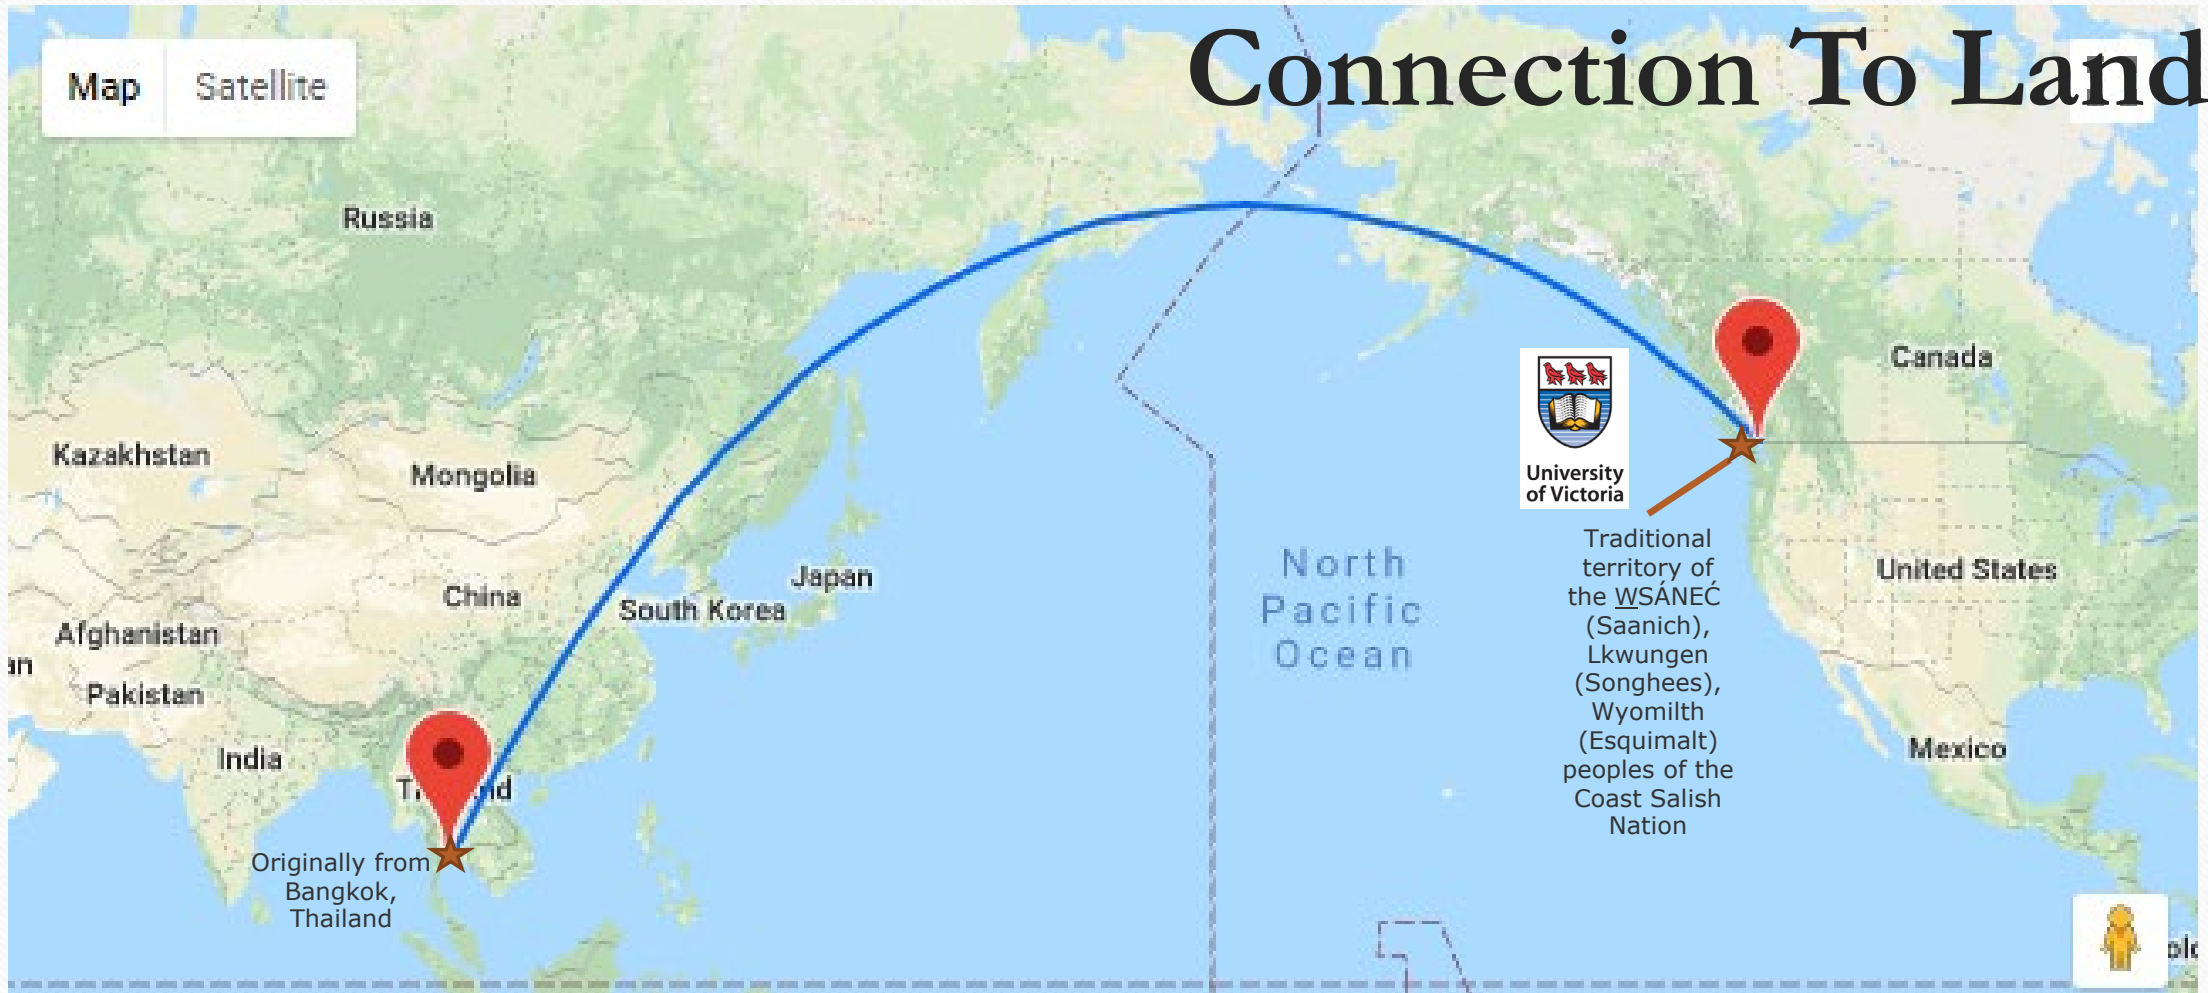 Connection To Land
Map
Satellite
Russia
Kazakhstan
Mongolia
Canada
University
of Victoria
Traditional
territory of
the W̲SÁNEĆ
(Saanich),
Lkwungen
(Songhees),
Wyomilth
(Esquimalt)
peoples of the
Coast Salish
Nation
North
Pacific
Ocean
Japan
South Korea
China
United States
Afghanistan
Pakistan
India
Mexico
Originally from
Bangkok,
Thailand